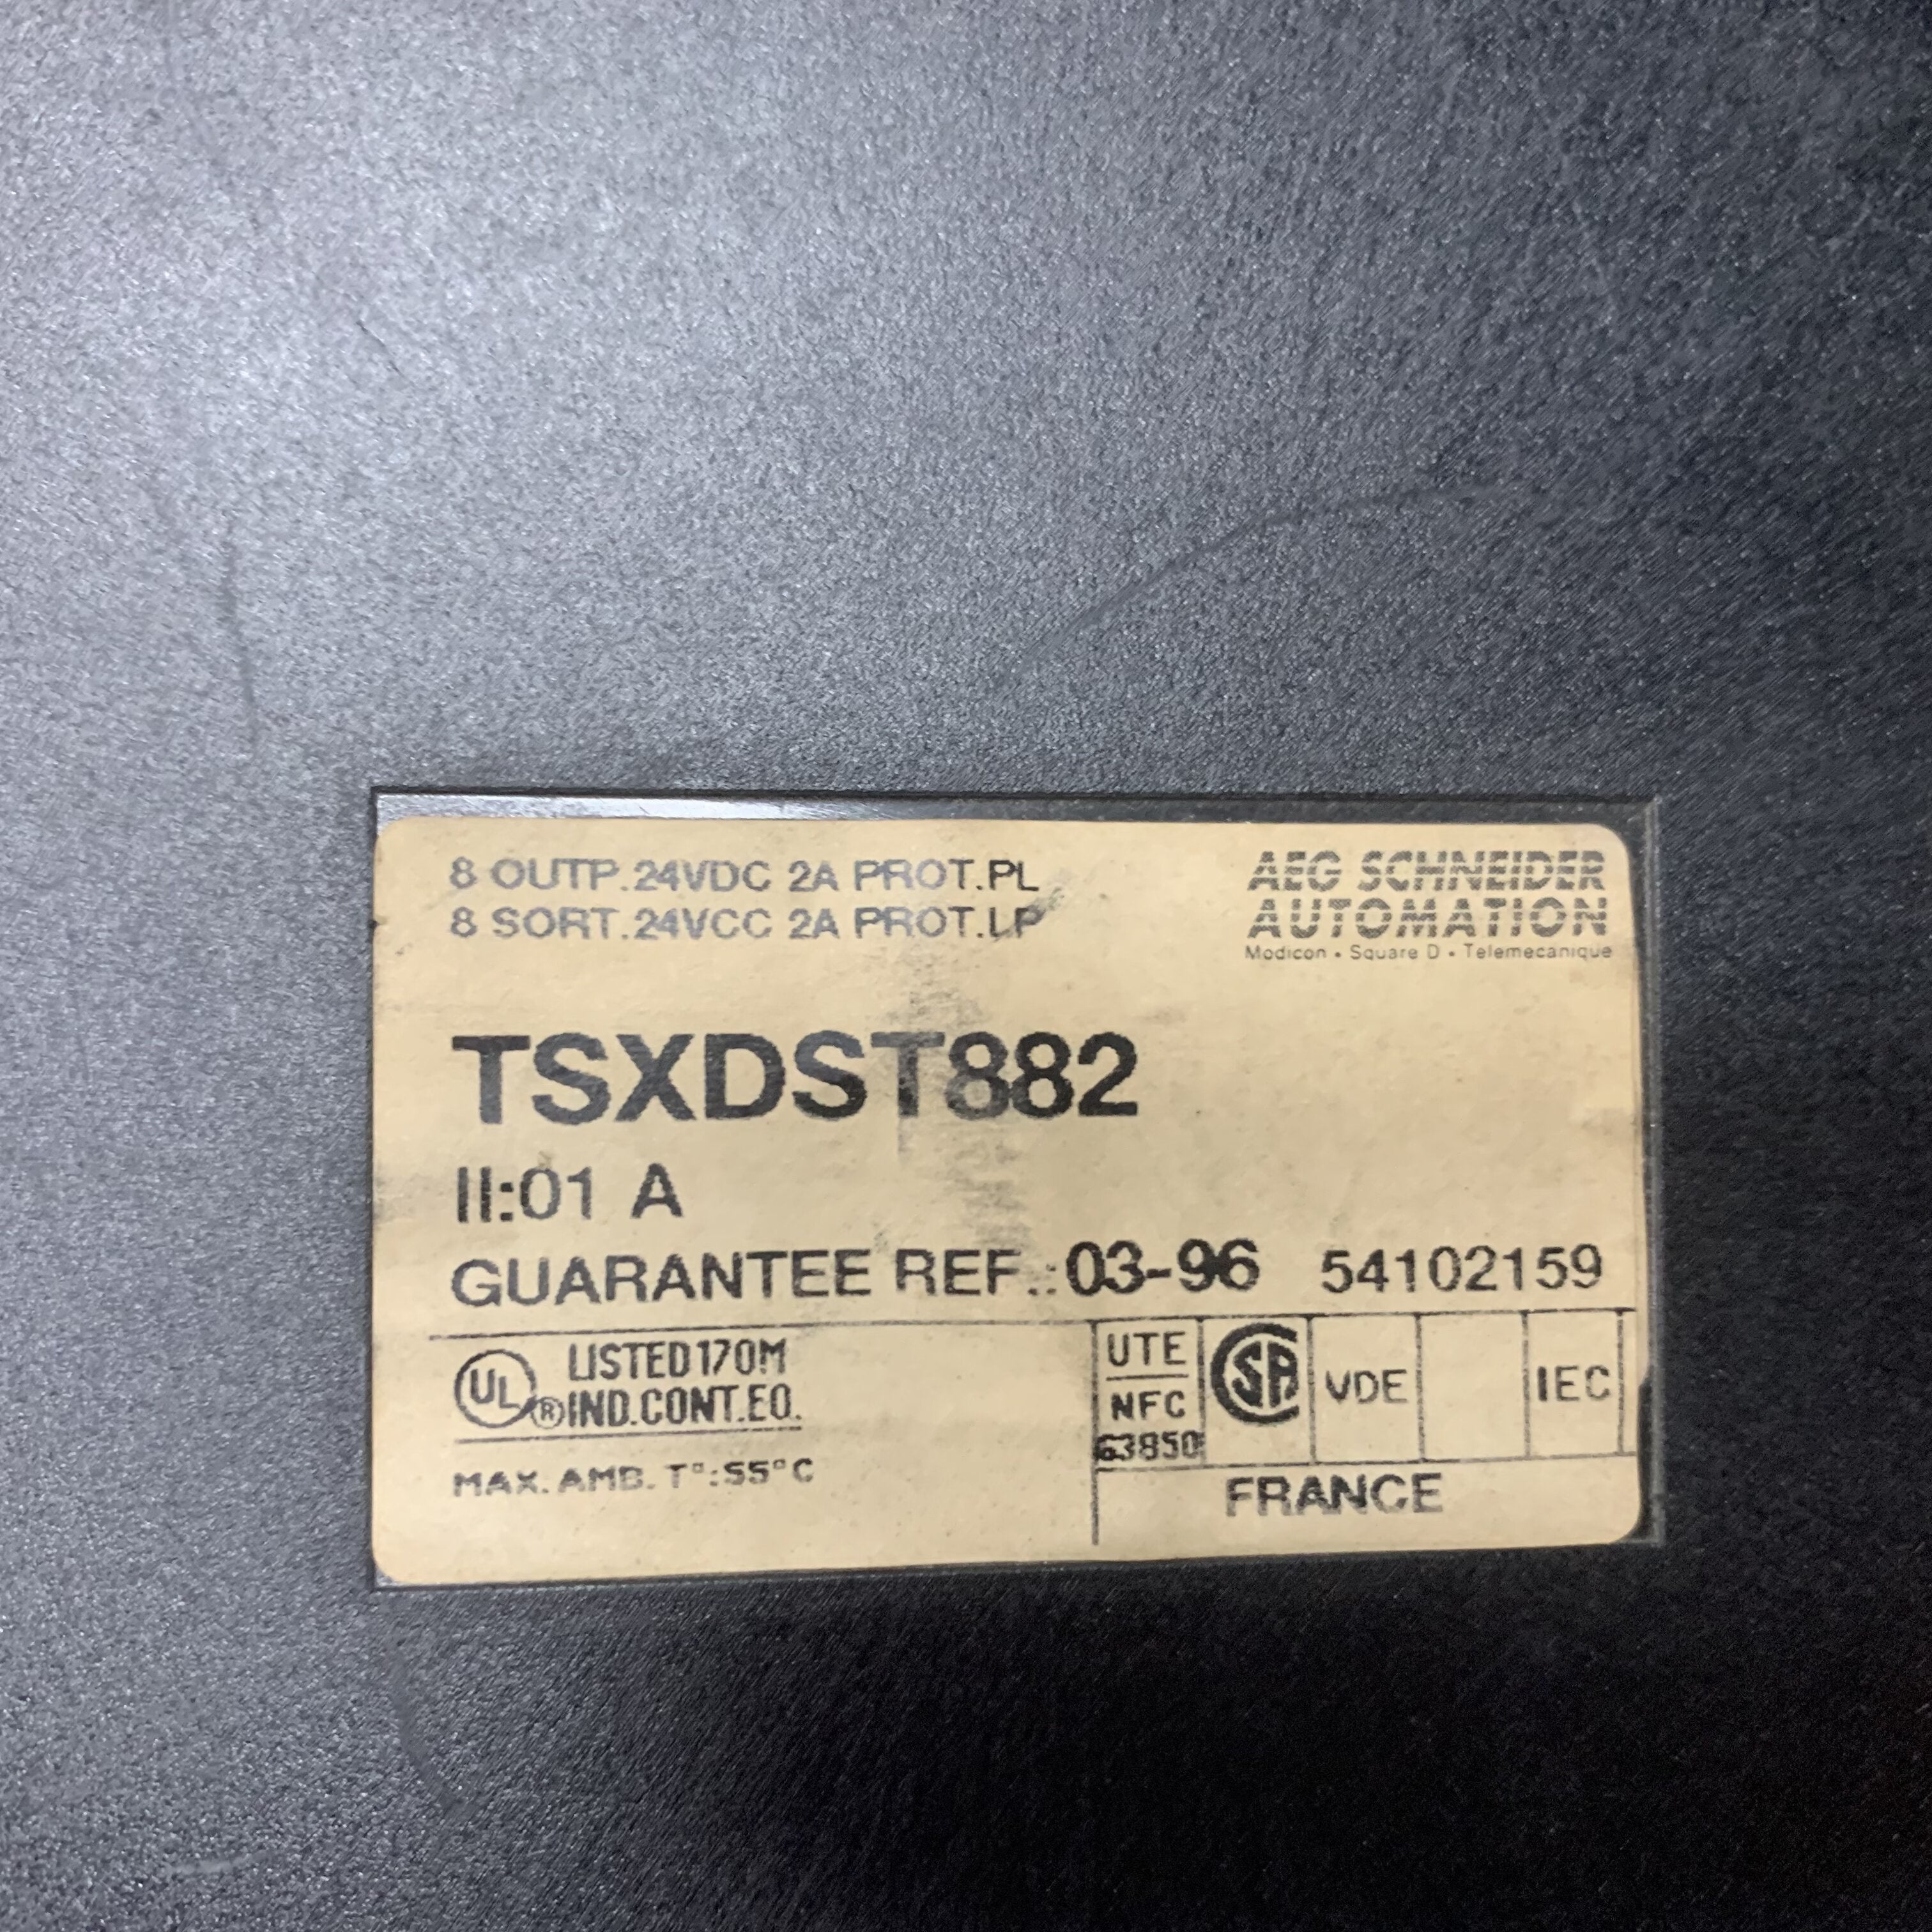 8 OUTP.24VDC 2A PROT.PL
8 SORT.24VCC 2A PROT.LP
AEG SCHNEIDER
AUTOMATION
Modicon • Square D • Telemecanique
TSXDST882
II:01 A
GUARANTEE REF.:03-96 54102159
UL ® LISTED 170M
IND.CONT.EQ.
MAX. AMB. T°:55°C
UTE
NFC
63850
CSA
VDE
IEC
FRANCE